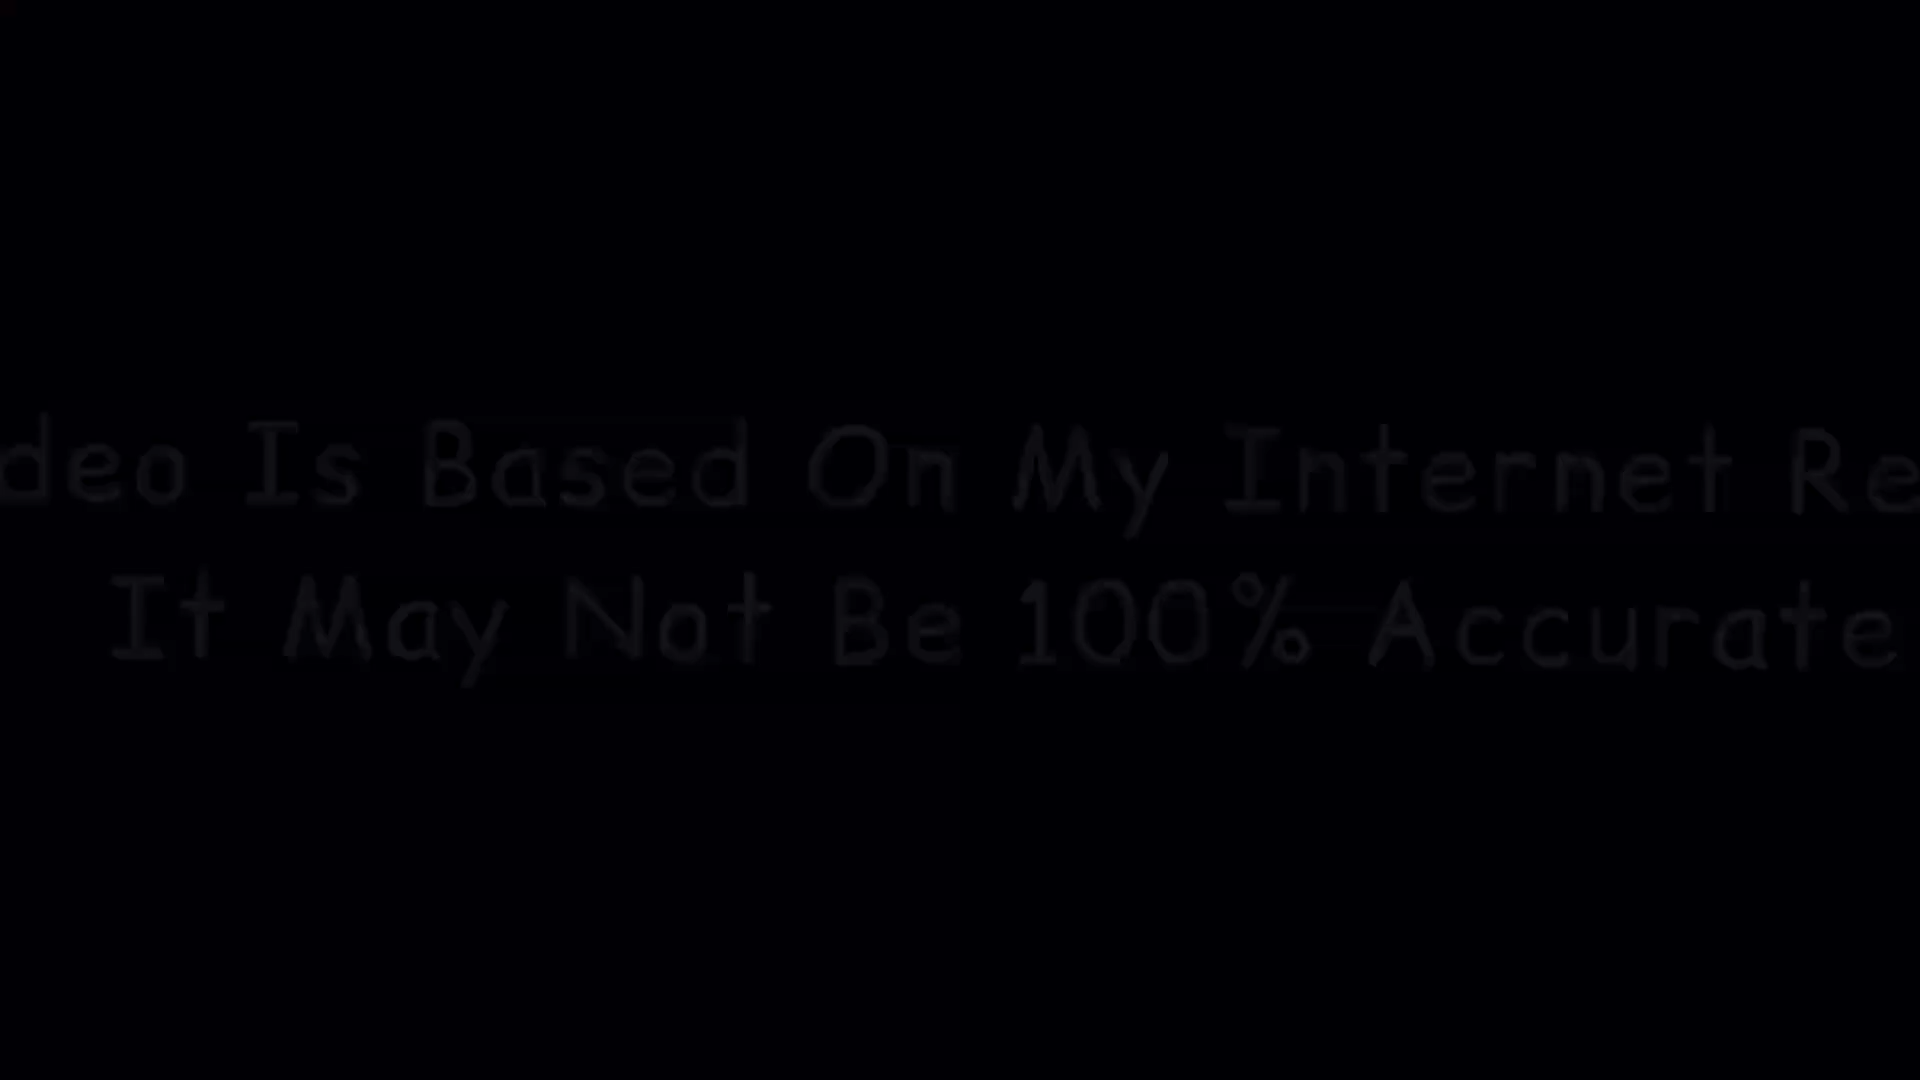 deo Is Based On My Internet Re
It May Not Be 100% Accurate